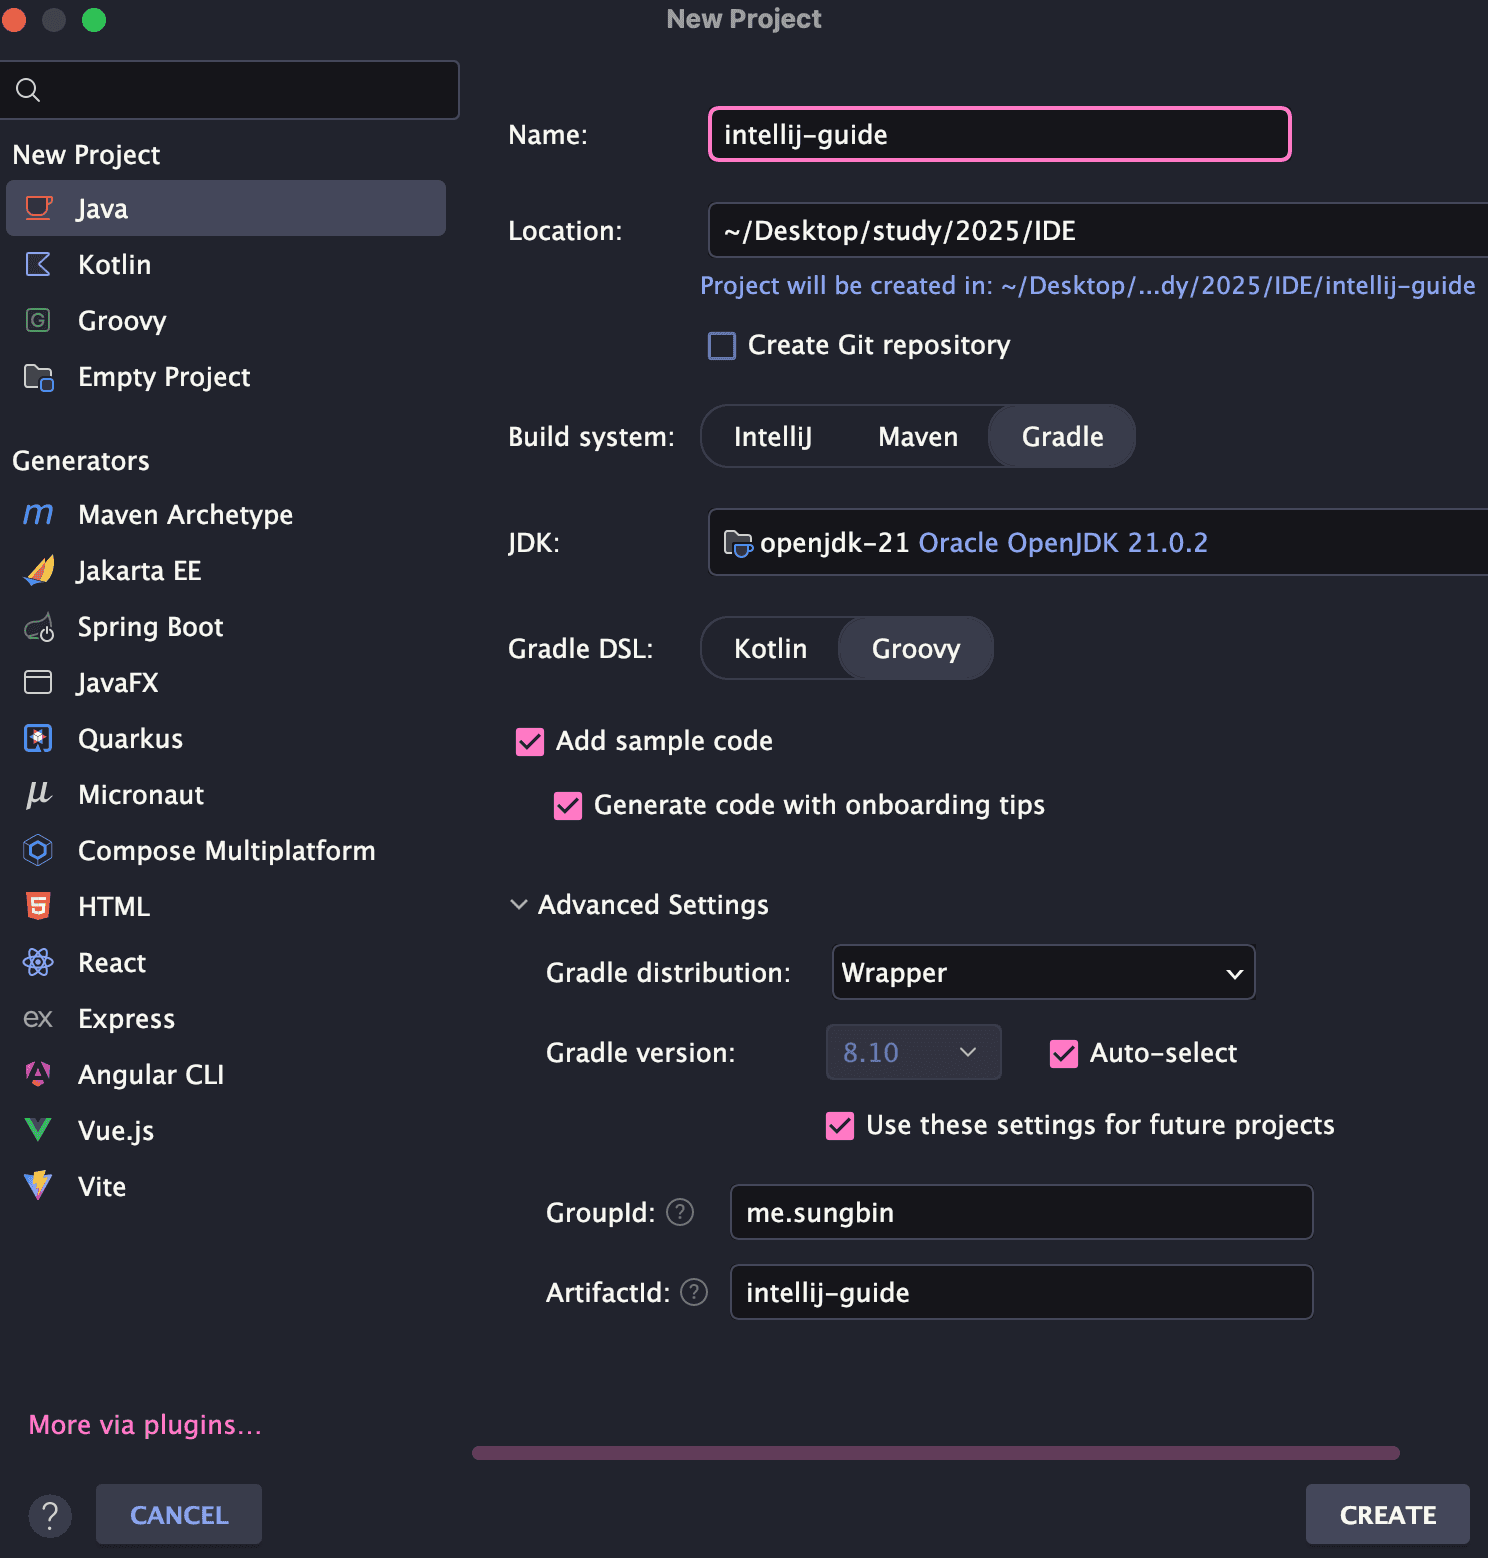 New Project
New Project
Java
Kotlin
Groovy
Empty Project
Generators
Maven Archetype
Jakarta EE
Spring Boot
JavaFX
Quarkus
Micronaut
Compose Multiplatform
HTML
React
ex Express
Angular CLI
Vue.js
Vite
More via plugins...
? CANCEL
Name: intellij-guide
Location: ~/Desktop/study/2025/IDE
Project will be created in: ~/Desktop/...dy/2025/IDE/intellij-guide
Create Git repository
Build system: IntelliJ Maven Gradle
JDK: openjdk-21 Oracle OpenJDK 21.0.2
Gradle DSL: Kotlin Groovy
Add sample code
Generate code with onboarding tips
Advanced Settings
Gradle distribution: Wrapper
Gradle version: 8.10 Auto-select
Use these settings for future projects
GroupId: ? me.sungbin
ArtifactId: ? intellij-guide
CREATE